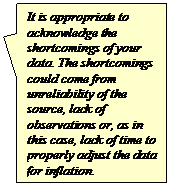 It is appropriate to
acknowledge the
shortcomings of your
data. The shortcomings
could come from
unreliability of the
source, lack of
observations or, as in
this case, lack of time to
properly adjust the data
for inflation.